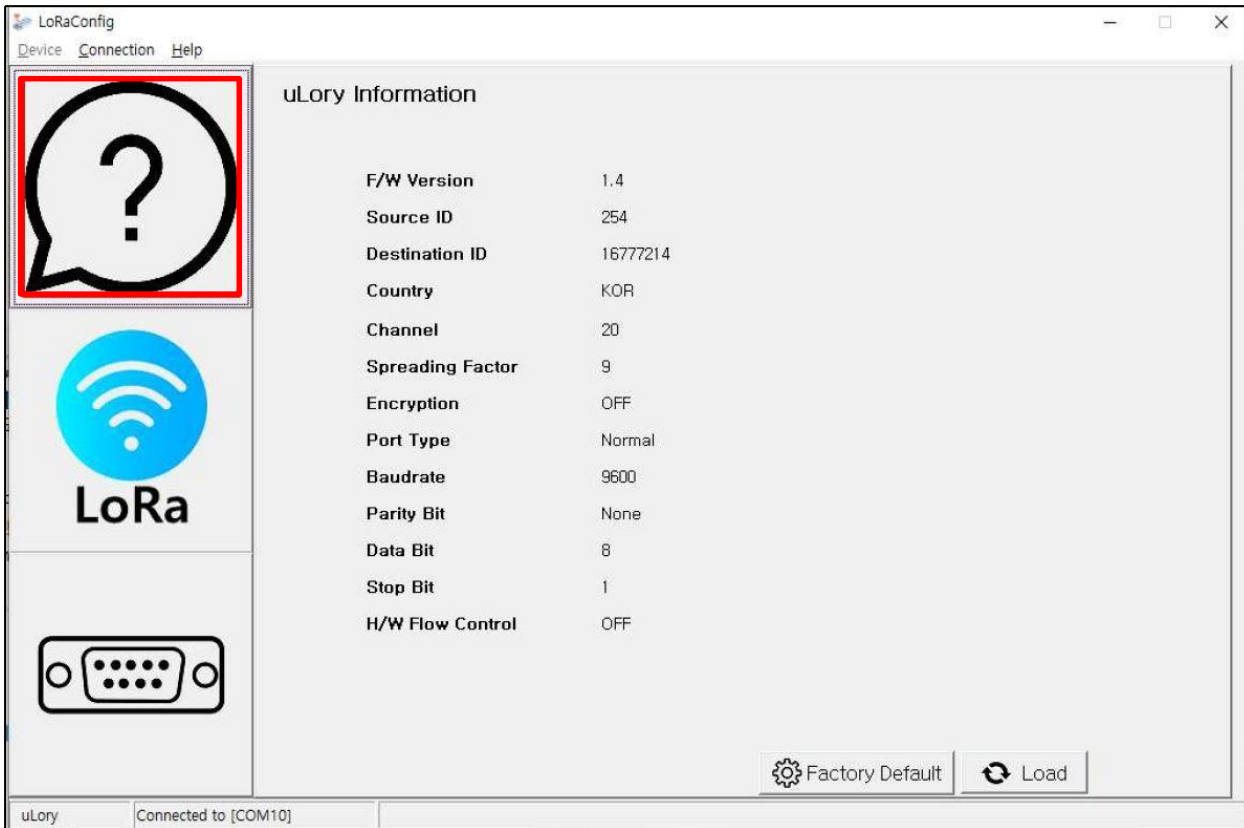 LoRaConfig
Device Connection Help
uLory Information
F/W Version 1.4
Source ID 254
Destination ID 16777214
Country KOR
Channel 20
Spreading Factor 9
Encryption OFF
Port Type Normal
Baudrate 9600
Parity Bit None
Data Bit 8
Stop Bit 1
H/W Flow Control OFF
?
LoRa
Factory Default Load
uLory Connected to [COM10]